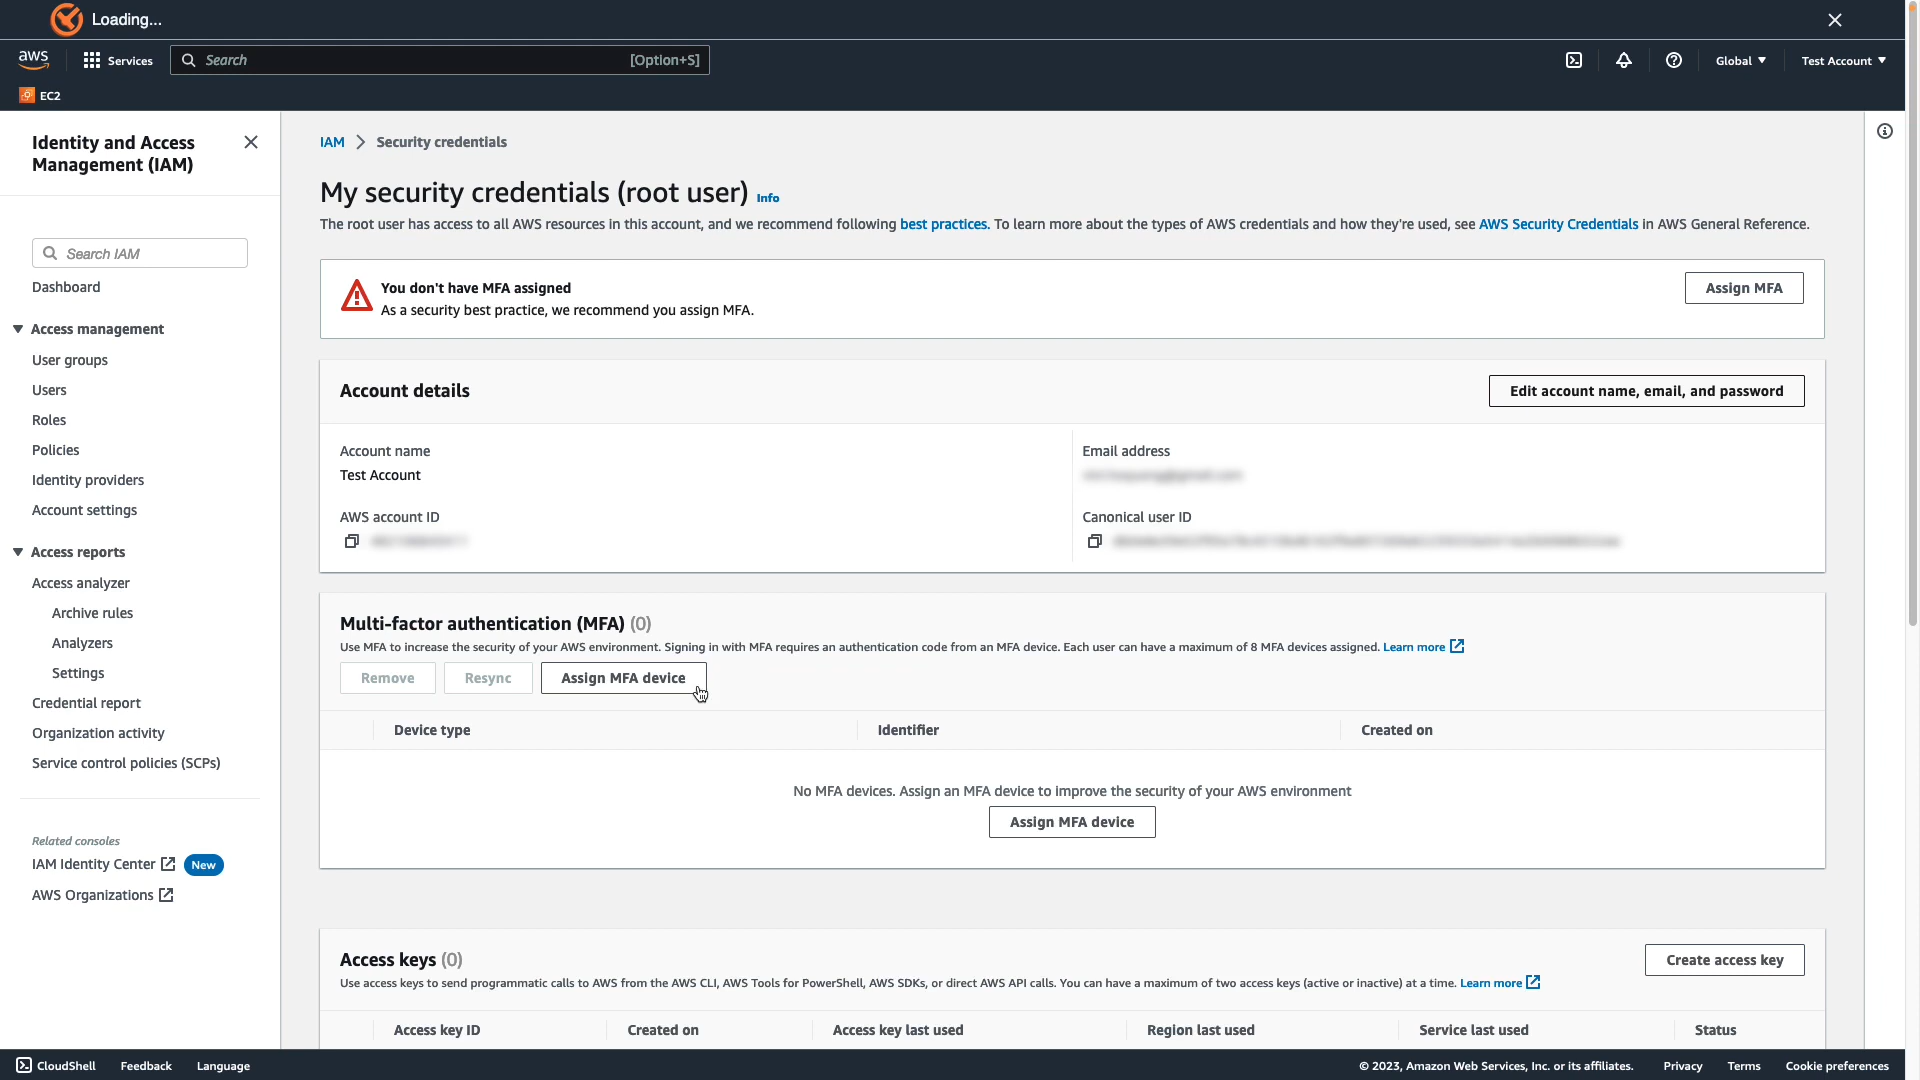 Loading...
aws
Services
Search
[Option+S]
Global
Test Account
EC2
Identity and Access
Management (IAM)
Search IAM
Dashboard
Access management
User groups
Users
Roles
Policies
Identity providers
Account settings
Access reports
Access analyzer
Archive rules
Analyzers
Settings
Credential report
Organization activity
Service control policies (SCPs)
Related consoles
IAM Identity Center New
AWS Organizations
IAM > Security credentials
My security credentials (root user) Info
The root user has access to all AWS resources in this account, and we recommend following best practices. To learn more about the types of AWS credentials and how they're used, see AWS Security Credentials in AWS General Reference.
You don't have MFA assigned
As a security best practice, we recommend you assign MFA.
Assign MFA
Account details
Edit account name, email, and password
Account name
Test Account
Email address
AWS account ID
Canonical user ID
Multi-factor authentication (MFA) (0)
Use MFA to increase the security of your AWS environment. Signing in with MFA requires an authentication code from an MFA device. Each user can have a maximum of 8 MFA devices assigned. Learn more
Remove
Resync
Assign MFA device
Device type
Identifier
Created on
No MFA devices. Assign an MFA device to improve the security of your AWS environment
Assign MFA device
Access keys (0)
Create access key
Use access keys to send programmatic calls to AWS from the AWS CLI, AWS Tools for PowerShell, AWS SDKs, or direct AWS API calls. You can have a maximum of two access keys (active or inactive) at a time. Learn more
Access key ID
Created on
Access key last used
Region last used
Service last used
Status
CloudShell
Feedback
Language
© 2023, Amazon Web Services, Inc. or its affiliates.
Privacy
Terms
Cookie preferences